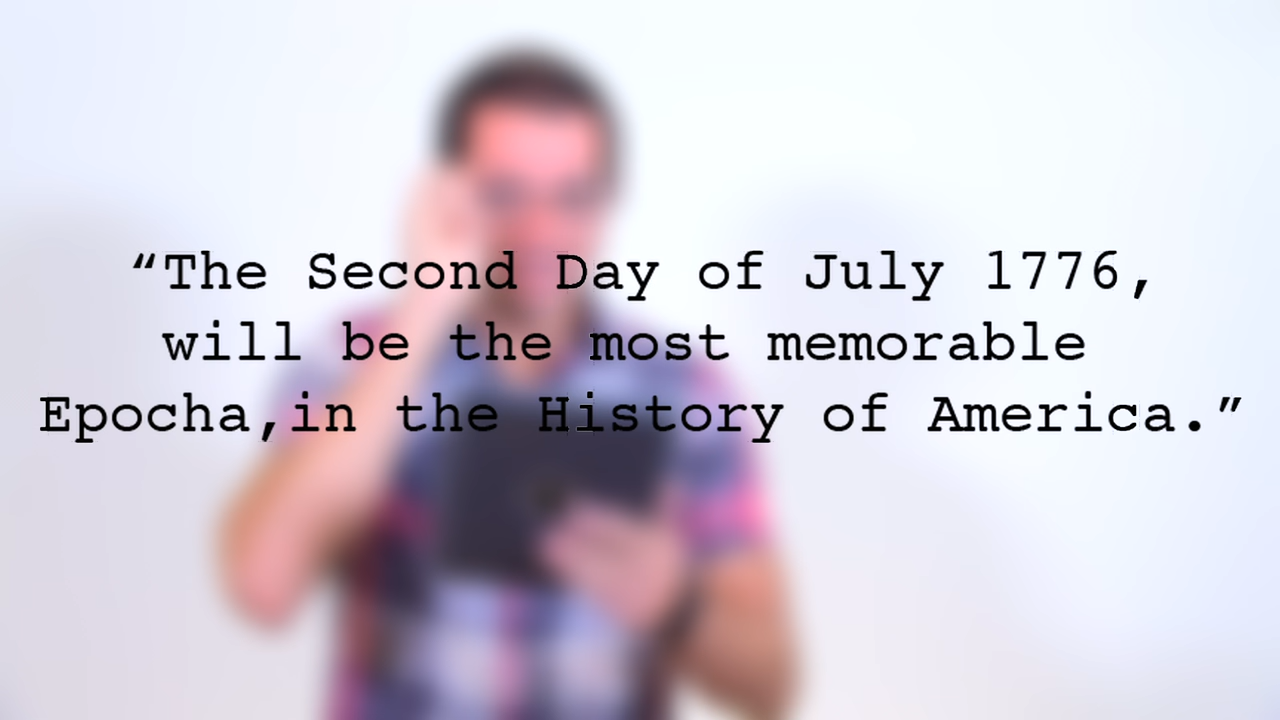 “The Second Day of July 1776,
will be the most memorable
Epocha,in the History of America.”